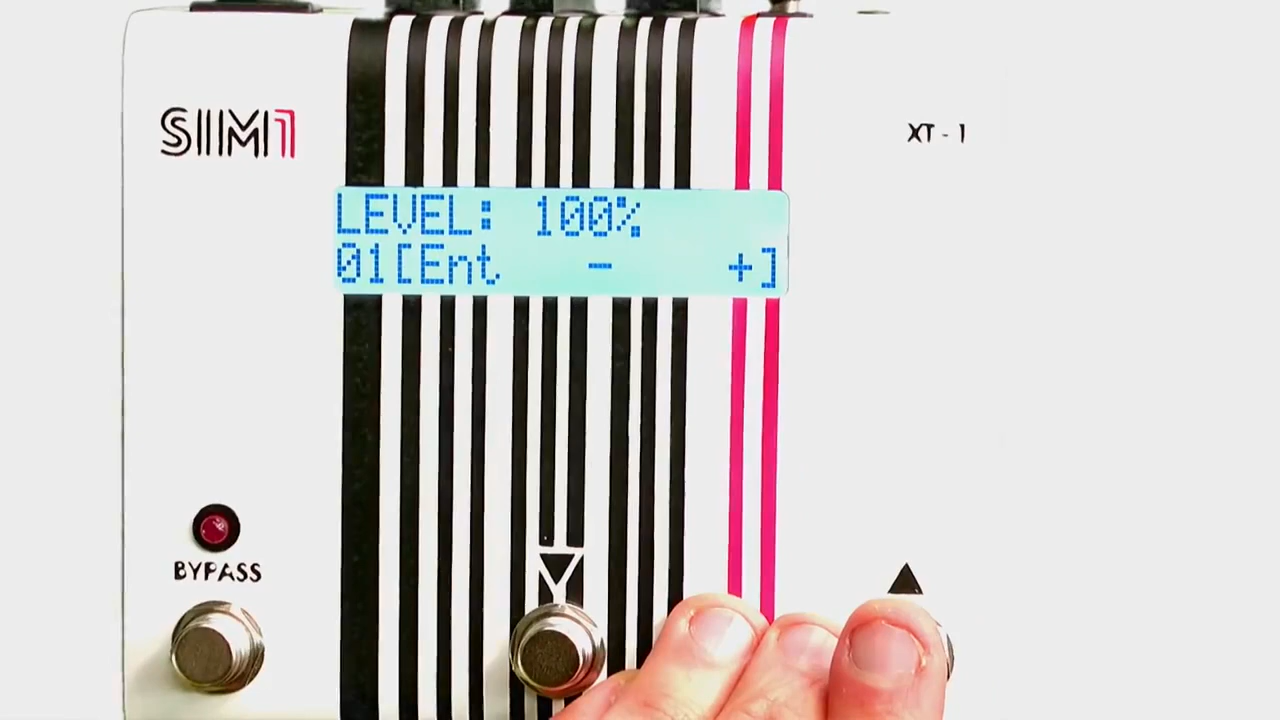 SIM1
XT - 1
LEVEL: 100%
01[Ent - +]
BYPASS